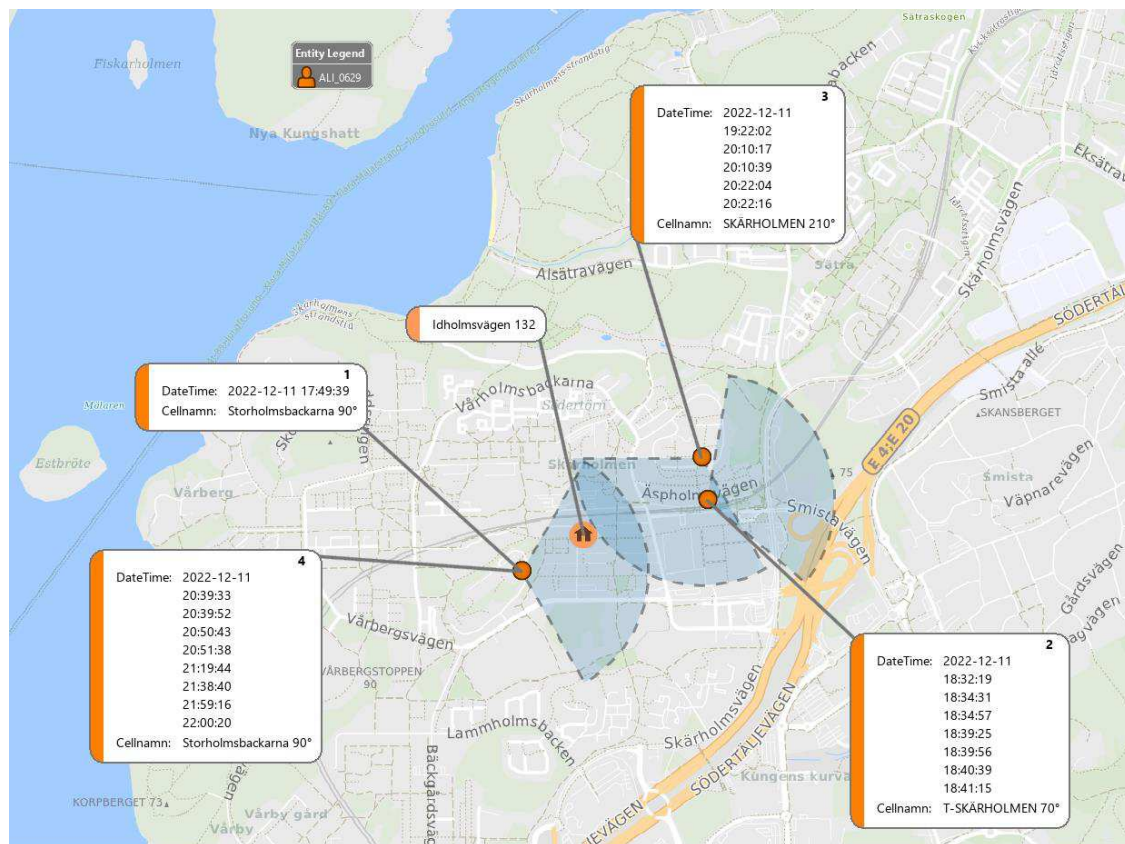 Sätraskogen
Fiskarholmen
Entity Legend
ALI_0629
Nya Kungshatt
Skärholmens strandstig
Eksätravägen
Idrottsstigen
Skärholmsvägen
3
DateTime: 2022-12-11
19:22:02
20:10:17
20:10:39
20:22:04
20:22:16
Cellnamn: SKÄRHOLMEN 210°
Alsätravägen
Sätra
Skärholmens
strandstig
Idholmsvägen 132
SÖDERTÄLJEVÄGEN
Smista allé
1
DateTime: 2022-12-11 17:49:39
Cellnamn: Storholmsbackarna 90°
Mälaren
Vårholmsbackarna
Södertörn
SKANSBERGET
E 4;E 20
Estbröte
Vårberg
Skärholmen
Äspholmsvägen
75
Smista
Smistavägen
Väpnarevägen
4
DateTime: 2022-12-11
20:39:33
20:39:52
20:50:43
20:51:38
21:19:44
21:38:40
21:59:16
22:00:20
Cellnamn: Storholmsbackarna 90°
Vårbergsvägen
Gårdsvägen
VÅRBERGSTOPPEN
90
2
DateTime: 2022-12-11
18:32:19
18:34:31
18:34:57
18:39:25
18:39:56
18:40:39
18:41:15
Cellnamn: T-SKÄRHOLMEN 70°
Lammholmsbacken
Skärholmsvägen
SÖDERTÄLJEVÄGEN
Kungens kurva
KORPBERGET 73
Vårby gård
Vårby